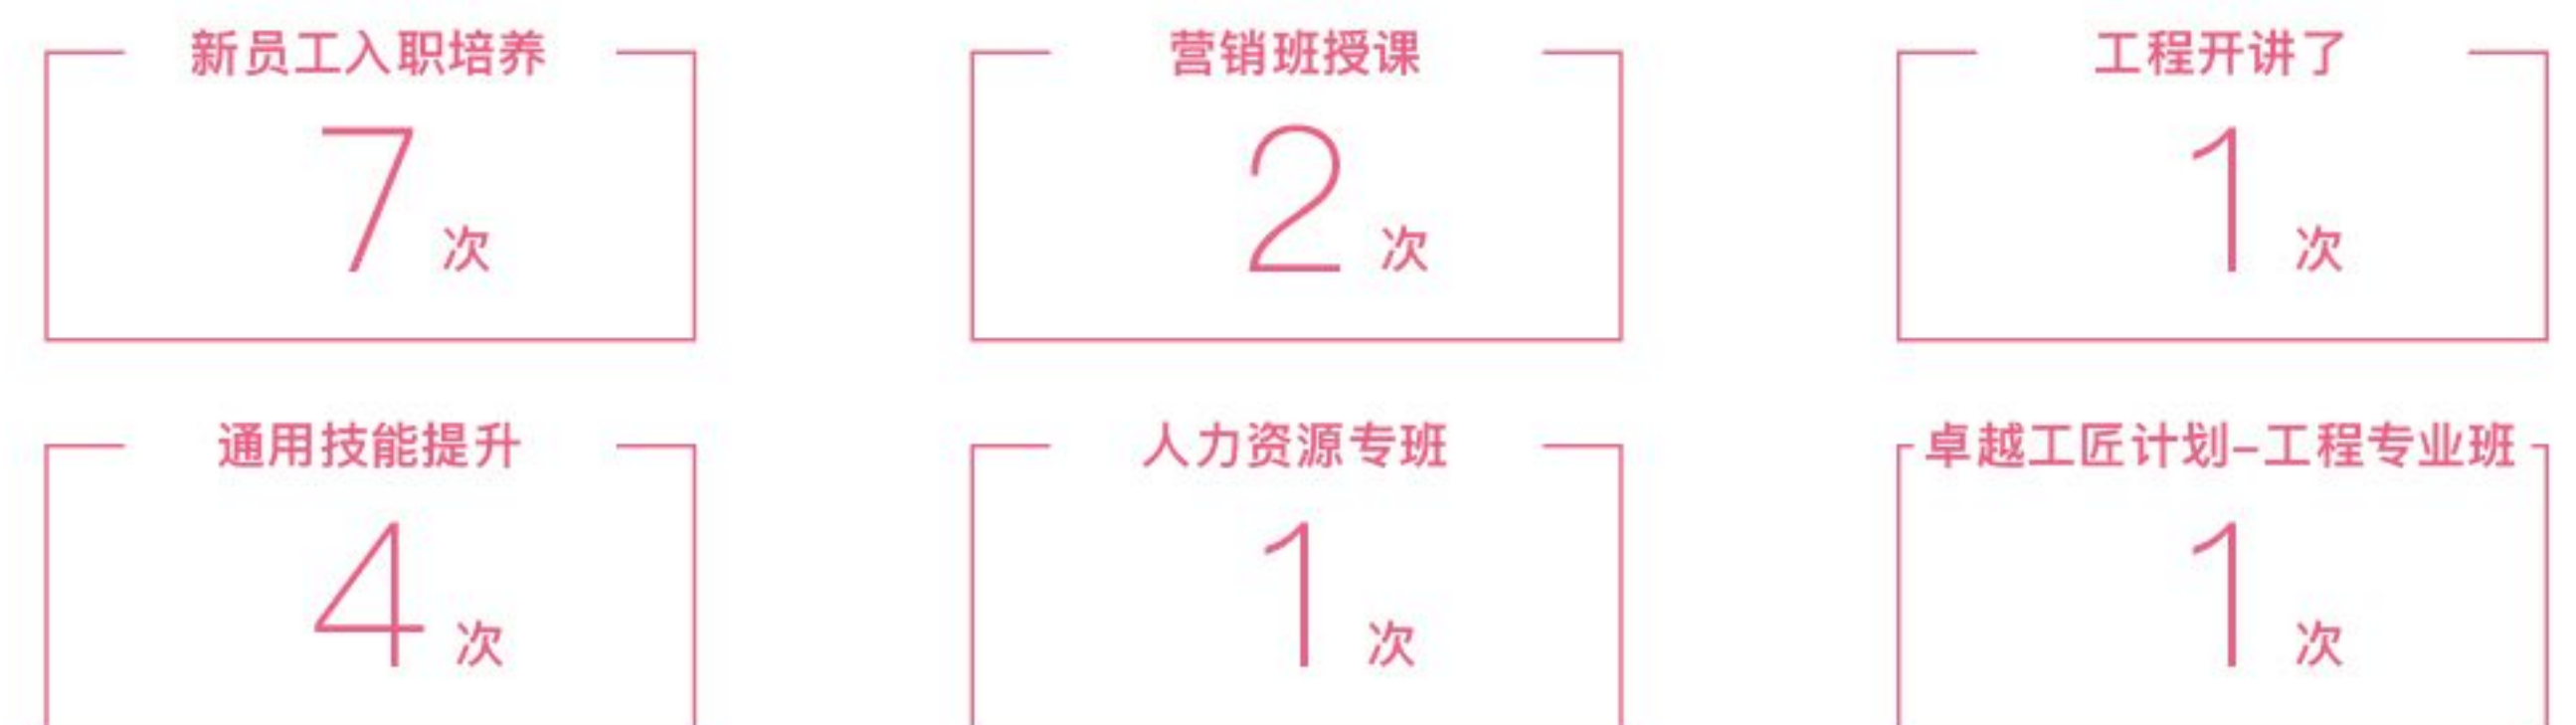 新员工入职培养
7次
营销班授课
2次
工程开讲了
1次
通用技能提升
4次
人力资源专班
1次
卓越工匠计划–工程专业班
1次